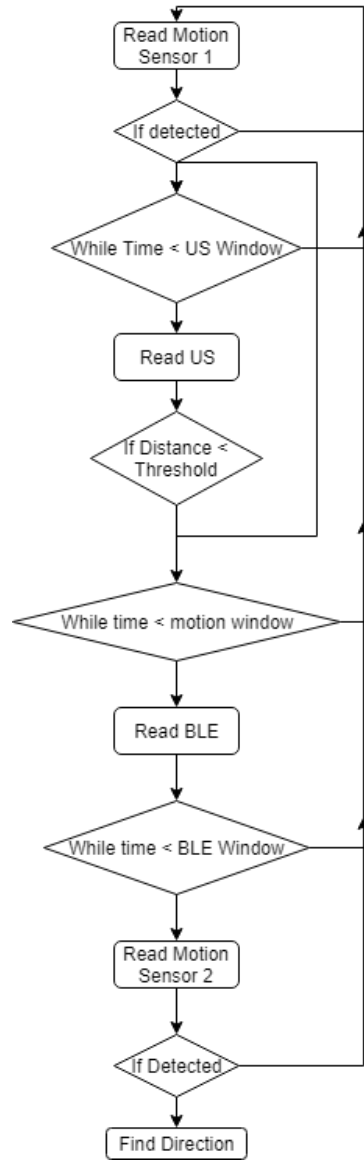 Read Motion
Sensor 1
If detected
While Time < US Window
Read US
If Distance <
Threshold
While time < motion window
Read BLE
While time < BLE Window
Read Motion
Sensor 2
If Detected
Find Direction